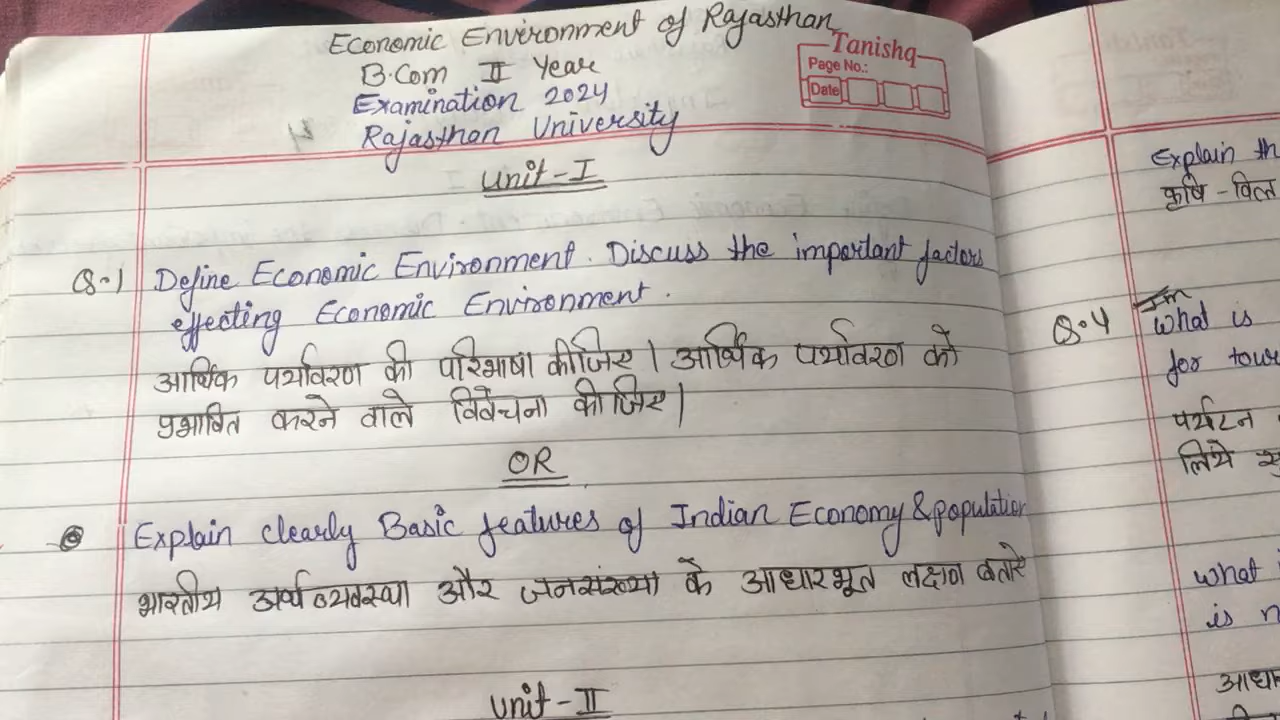 Economic Environment of Rajasthan
B.Com II Year
Examination 2024
Rajasthan University
Tanishq
Page No.:
Date
Unit-I
Q.1 Define Economic Environment. Discuss the important factors
effecting Economic Environment.
आर्थिक पर्यावरण की परिभाषा कीजिए। आर्थिक पर्यावरण को
प्रभावित करने वाले विवेचना कीजिए।
OR
Explain clearly Basic features of Indian Economy & population
भारतीय अर्थव्यवस्था और जनसंख्या के आधारभूत लक्षण बताऐ
Unit-II
Explain th
कृषि-वित्त
Q.4 Im
What is
for tour
पर्यटन
लिये
what
is n
आधा